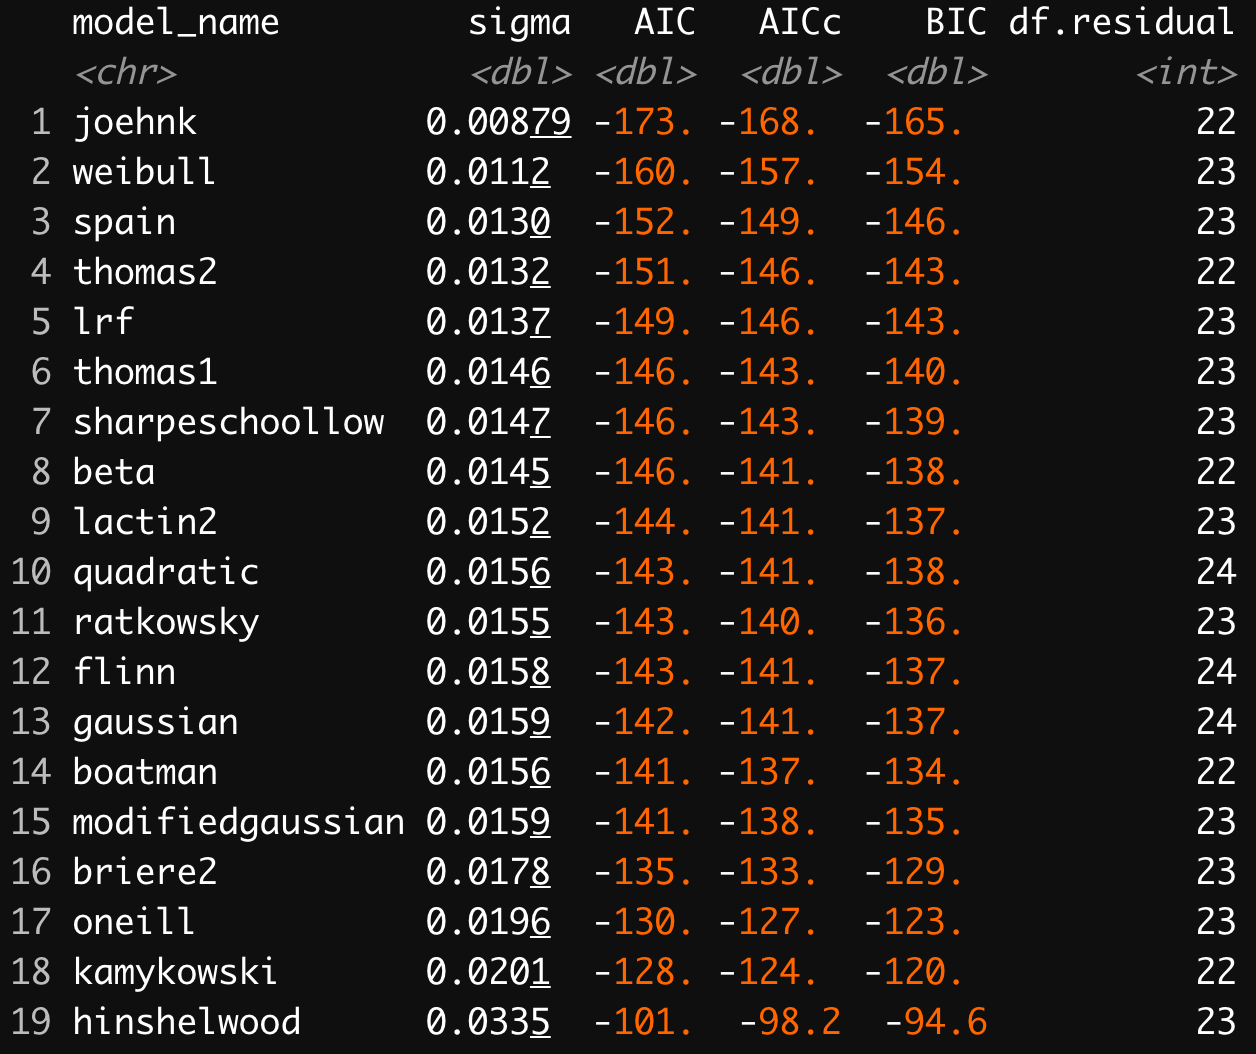 model_name sigma AIC AICc BIC df.residual
<chr> <dbl> <dbl> <dbl> <dbl> <int>
1 joehnk 0.00879 -173. -168. -165. 22
2 weibull 0.0112 -160. -157. -154. 23
3 spain 0.0130 -152. -149. -146. 23
4 thomas2 0.0132 -151. -146. -143. 22
5 lrf 0.0137 -149. -146. -143. 23
6 thomas1 0.0146 -146. -143. -140. 23
7 sharpeschoollow 0.0147 -146. -143. -139. 23
8 beta 0.0145 -146. -141. -138. 22
9 lactin2 0.0152 -144. -141. -137. 23
10 quadratic 0.0156 -143. -141. -138. 24
11 ratkowsky 0.0155 -143. -140. -136. 23
12 flinn 0.0158 -143. -141. -137. 24
13 gaussian 0.0159 -142. -141. -137. 24
14 boatman 0.0156 -141. -137. -134. 22
15 modifiedgaussian 0.0159 -141. -138. -135. 23
16 briere2 0.0178 -135. -133. -129. 23
17 oneill 0.0196 -130. -127. -123. 23
18 kamykowski 0.0201 -128. -124. -120. 22
19 hinshelwood 0.0335 -101. -98.2 -94.6 23